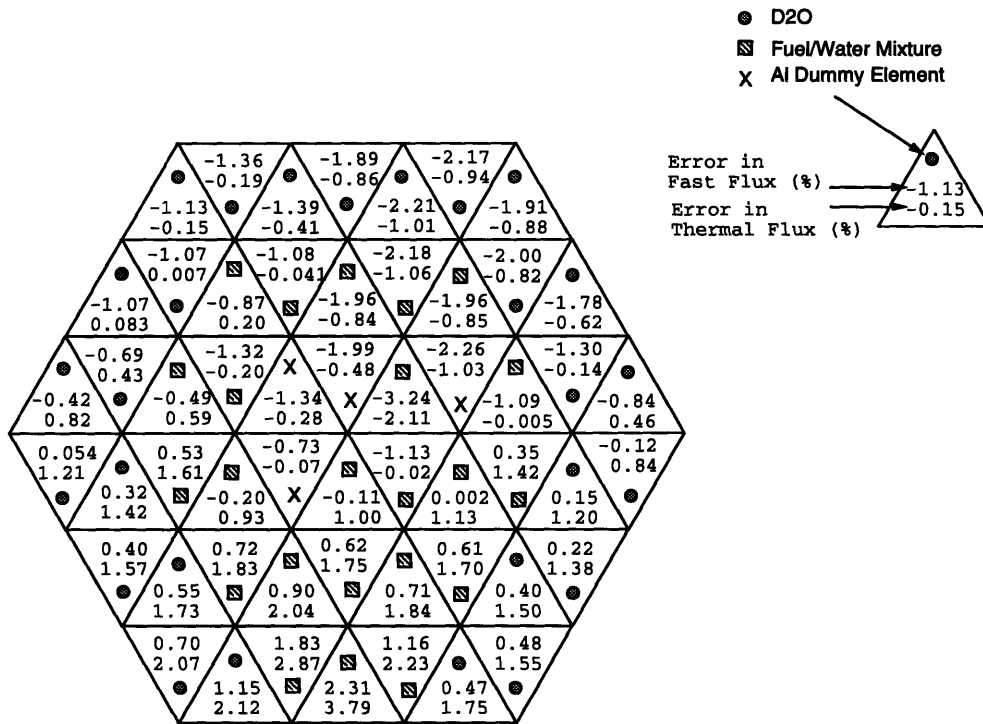 D2O
Fuel/Water Mixture
X Al Dummy Element
Error in
Fast Flux (%)
-1.13
-0.15
Error in
Thermal Flux (%)
-1.36 -1.89 -2.17
-0.19 -0.86 -0.94
-1.13 -1.39 -2.21 -1.91
-0.15 -0.41 -1.01 -0.88
-1.07 -1.08 -2.18 -2.00
0.007 -0.041 -1.06 -0.82
-1.07 -0.87 -1.96 -1.96 -1.78
0.083 0.20 -0.84 -0.85 -0.62
-0.69 -1.32 X -1.99 -2.26 -1.30
0.43 -0.20 -0.48 -1.03 -0.14
-0.42 -0.49 -1.34 X -3.24 X -1.09 -0.84
0.82 0.59 -0.28 -2.11 -0.005 0.46
0.054 0.53 -0.73 -1.13 0.35 -0.12
1.21 1.61 -0.07 -0.02 1.42 0.84
0.32 -0.20 X -0.11 0.002 0.15
1.42 0.93 1.00 1.13 1.20
0.40 0.72 0.62 0.61 0.22
1.57 1.83 1.75 1.70 1.38
0.55 0.90 0.71 0.40
1.73 2.04 1.84 1.50
0.70 1.83 1.16 0.48
2.07 2.87 2.23 1.55
1.15 2.31 0.47
2.12 3.79 1.75